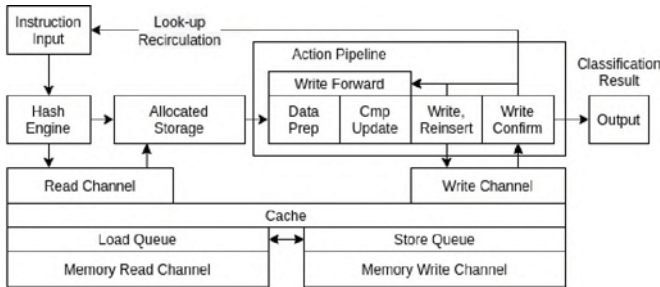 Instruction
Input
Look-up
Recirculation
Action Pipeline
Classification
Result
Write Forward
Hash
Engine
Allocated
Storage
Data
Prep
Cmp
Update
Write,
Reinsert
Write
Confirm
Output
Read Channel
Write Channel
Cache
Load Queue
Store Queue
Memory Read Channel
Memory Write Channel